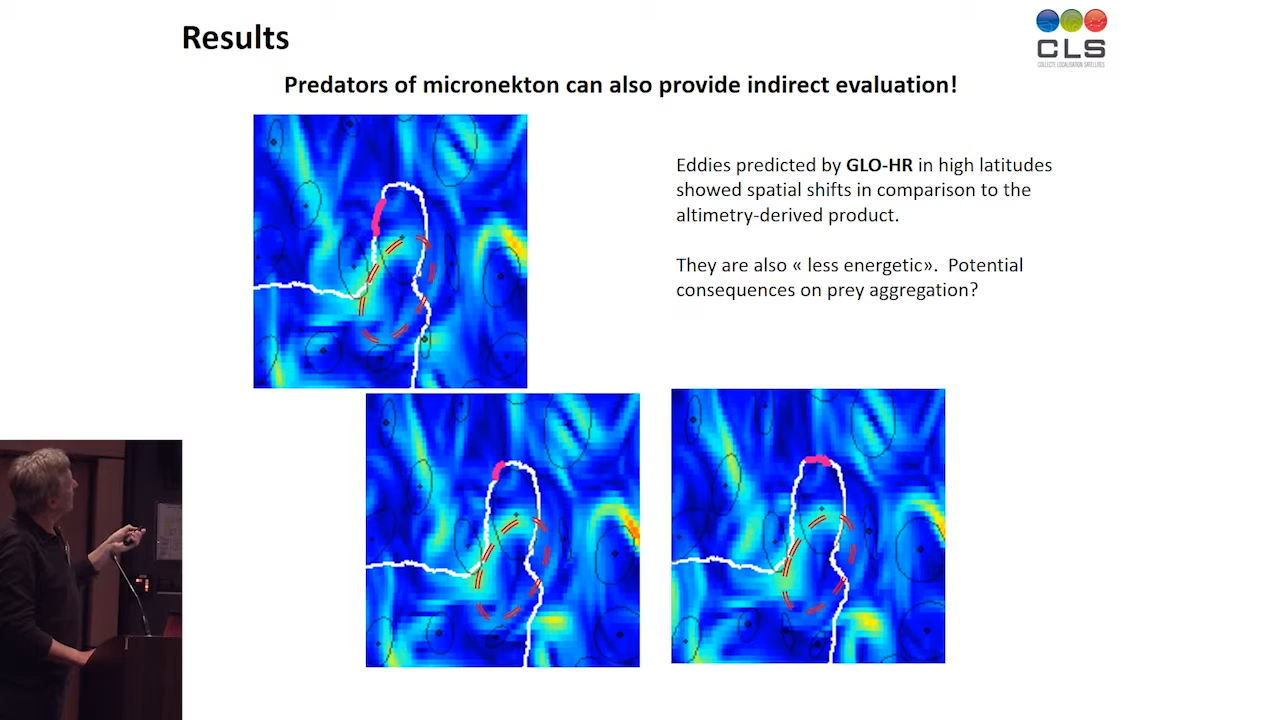 Results
CLS
COLLECTE LOCALISATION SATELLITES
Predators of micronekton can also provide indirect evaluation!
Eddies predicted by GLO-HR in high latitudes
showed spatial shifts in comparison to the
altimetry-derived product.
They are also « less energetic». Potential
consequences on prey aggregation?